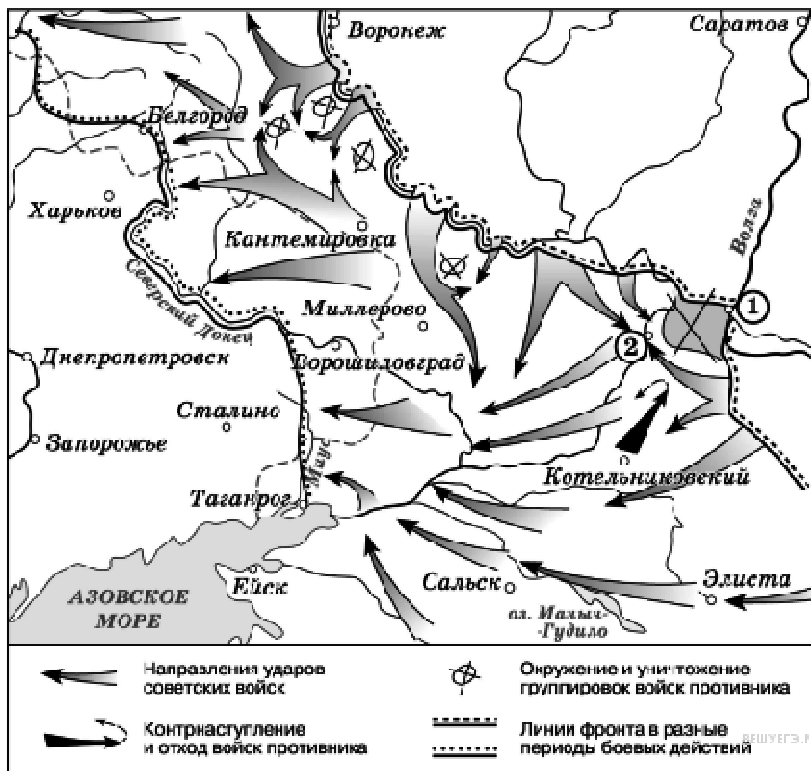 Воронеж
Саратов
Белгород
Харьков
Кантемировка
Волга
Северский Донец
Миллерово
1
2
Ворошиловград
Днепропетровск
Сталино
Запорожье
Миус
Котельниковский
Таганрог
АЗОВСКОЕ
МОРЕ
Ейск
Сальск
Элиста
оз. Маныч-
-Гудило
Направления ударов
советских войск
Окружение и уничтожение
группировок войск противника
Контрнаступление
и отход войск противника
Линии фронта в разные
периоды боевых действий